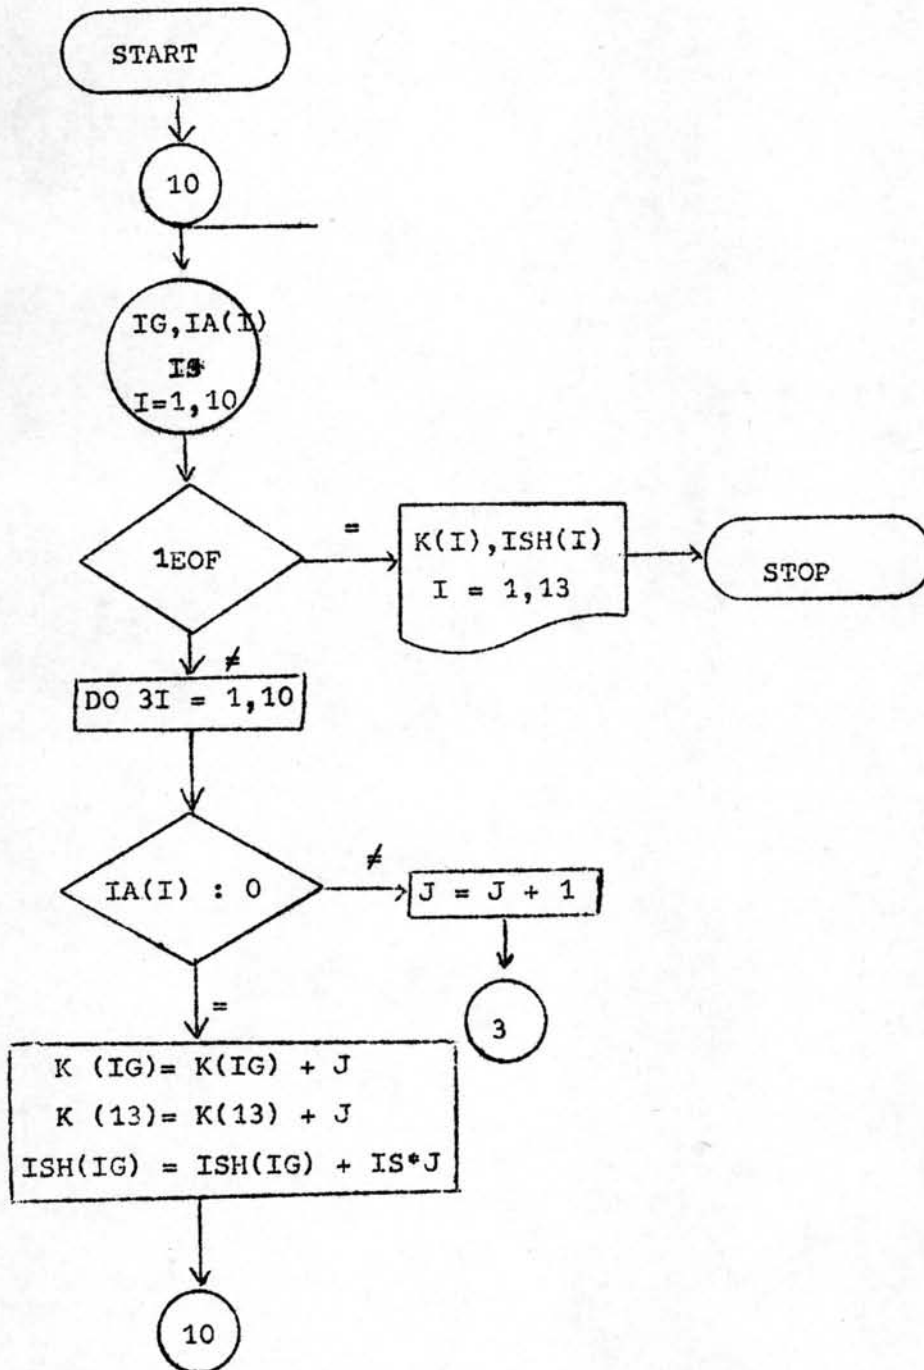 START
10
IG,IA(I)
IS
I=1,10
1EOF
=
K(I),ISH(I)
I = 1,13
STOP
≠
DO 3I = 1,10
IA(I) : 0
≠
J = J + 1
=
3
K (IG)= K(IG) + J
K (13)= K(13) + J
ISH(IG) = ISH(IG) + IS*J
10